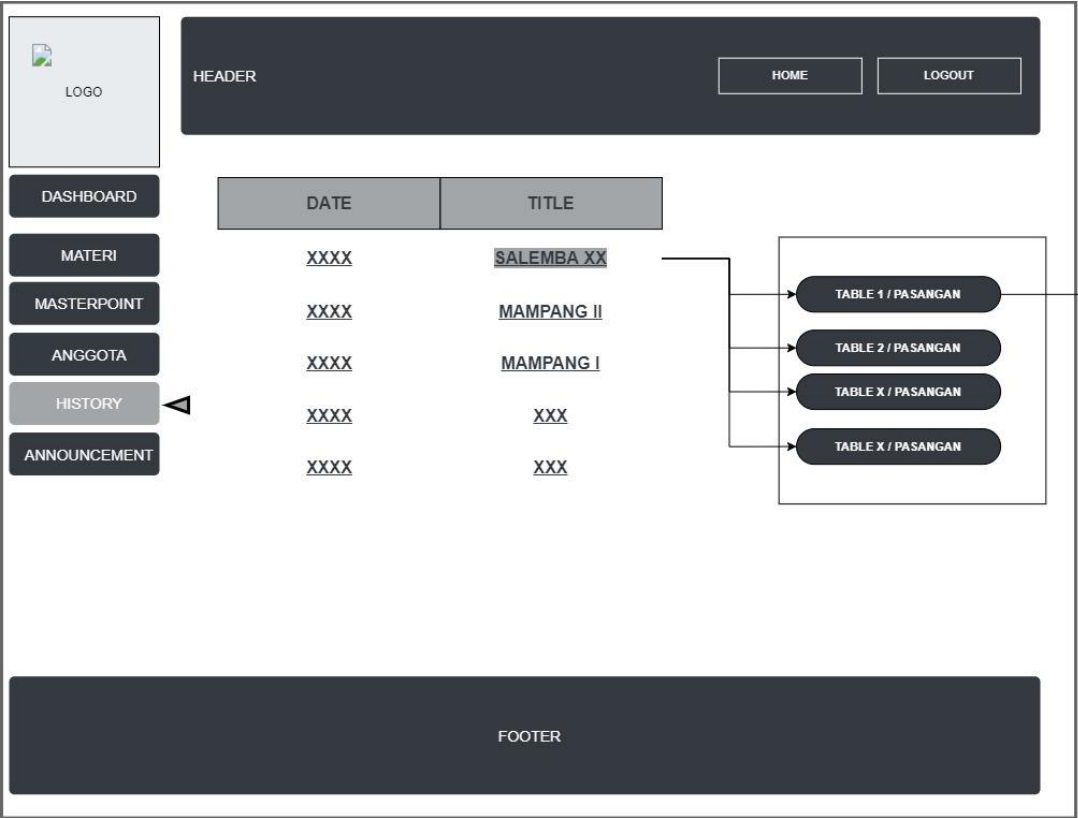 LOGO
HEADER
HOME
LOGOUT
DASHBOARD
MATERI
MASTERPOINT
ANGGOTA
HISTORY
ANNOUNCEMENT
DATE TITLE
XXXX SALEMBA XX
XXXX MAMPANG II
XXXX MAMPANG I
XXXX XXX
XXXX XXX
TABLE 1 / PASANGAN
TABLE 2 / PASANGAN
TABLE X / PASANGAN
TABLE X / PASANGAN
FOOTER